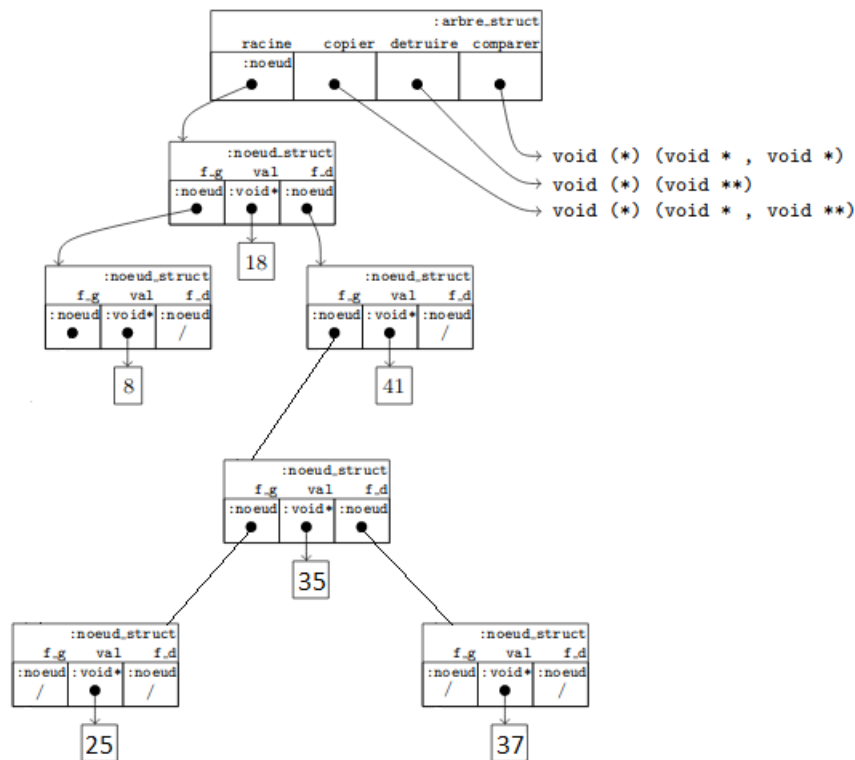 :arbre_struct
racine copier detruire comparer
:noeud
void (*) (void * , void *)
void (*) (void **)
void (*) (void * , void **)
:noeud_struct
f_g val f_d
:noeud :void* :noeud
18
:noeud_struct
f_g val f_d
:noeud :void* :noeud
/
8
:noeud_struct
f_g val f_d
:noeud :void* :noeud
/
41
:noeud_struct
f_g val f_d
:noeud :void* :noeud
35
:noeud_struct
f_g val f_d
:noeud :void* :noeud
/ /
25
:noeud_struct
f_g val f_d
:noeud :void* :noeud
/ /
37